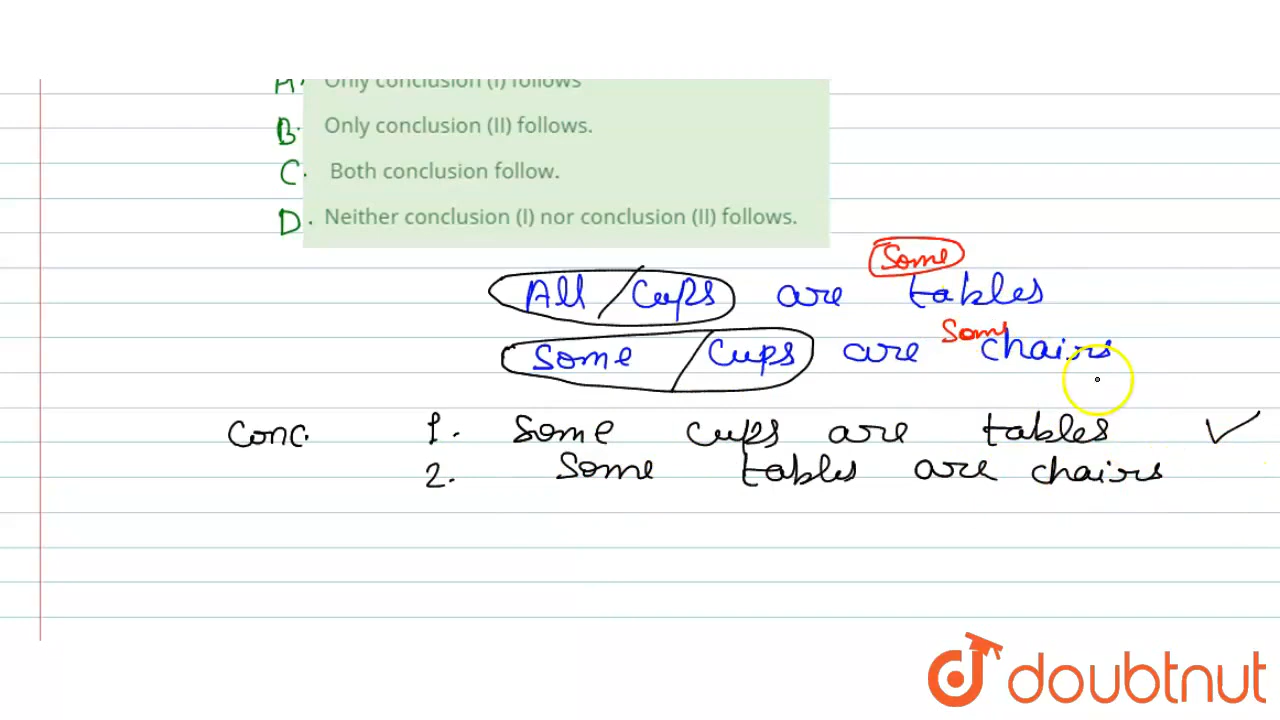 A. Only conclusion (I) follows
B. Only conclusion (II) follows.
C. Both conclusion follow.
D. Neither conclusion (I) nor conclusion (II) follows.
Some
All / Cups are tables
Some
Some / Cups are chairs
Conc. 1. Some cups are tables ✓
2. Some tables are chairs
doubtnut